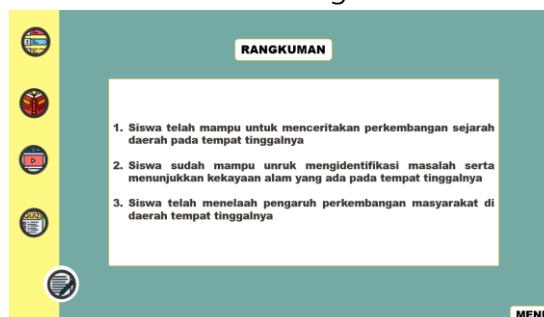 RANGKUMAN
1. Siswa telah mampu untuk menceritakan perkembangan sejarah
daerah pada tempat tinggalnya
2. Siswa sudah mampu unruk mengidentifikasi masalah serta
menunjukkan kekayaan alam yang ada pada tempat tinggalnya
3. Siswa telah menelaah pengaruh perkembangan masyarakat di
daerah tempat tinggalnya
QUIZ